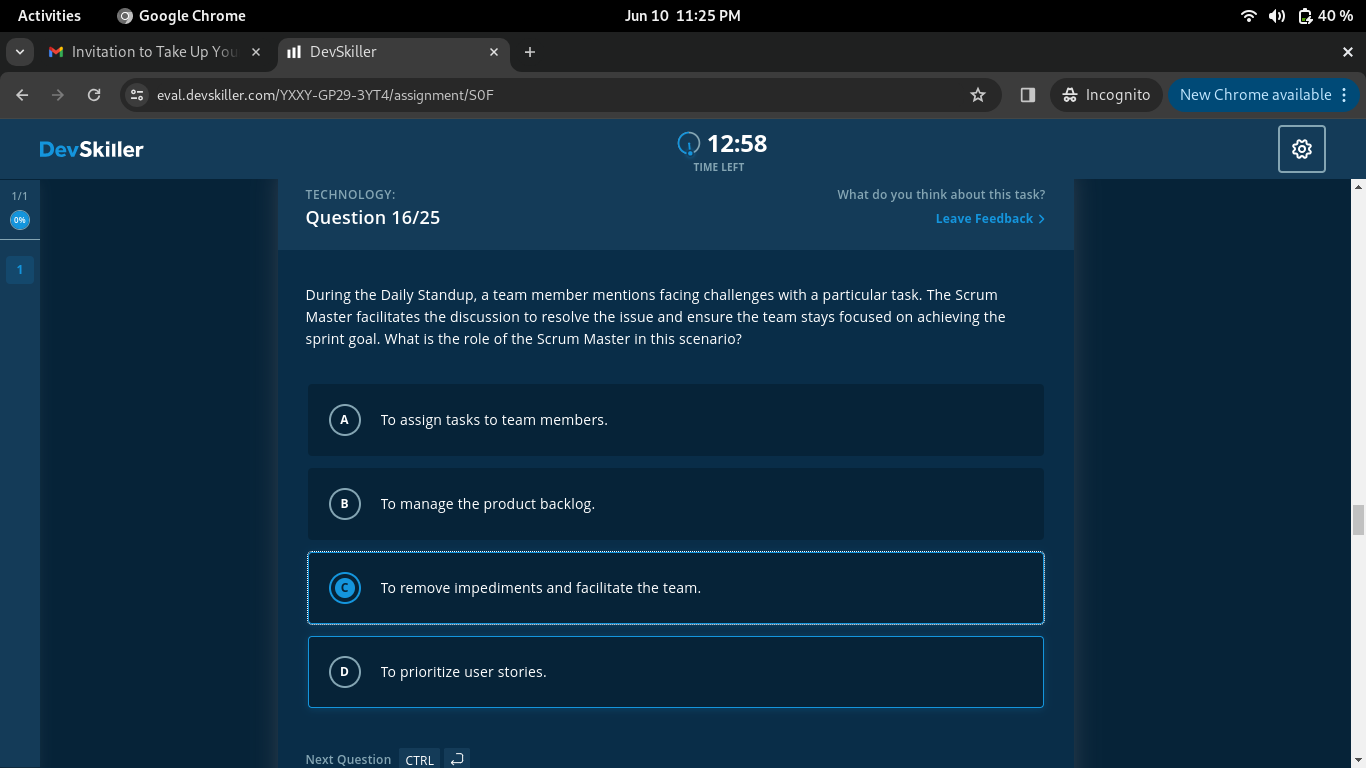 Activities Google Chrome Jun 10 11:25 PM 40 %
Invitation to Take Up You DevSkiller
eval.devskiller.com/YXXY-GP29-3YT4/assignment/S0F Incognito New Chrome available
DevSkiller 12:58
TIME LEFT
1/1
0%
1
TECHNOLOGY: What do you think about this task?
Question 16/25 Leave Feedback
During the Daily Standup, a team member mentions facing challenges with a particular task. The Scrum
Master facilitates the discussion to resolve the issue and ensure the team stays focused on achieving the
sprint goal. What is the role of the Scrum Master in this scenario?
A To assign tasks to team members.
B To manage the product backlog.
C To remove impediments and facilitate the team.
D To prioritize user stories.
Next Question CTRL